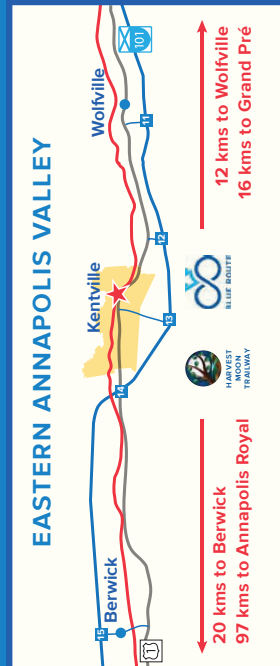 EASTERN ANNAPOLIS VALLEY
15
Berwick
1
14
Kentville
13
12
Wolfville
11
101
20 kms to Berwick
97 kms to Annapolis Royal
HARVEST
MOON
TRAILWAY
BLUE ROUTE
12 kms to Wolfville
16 kms to Grand Pré